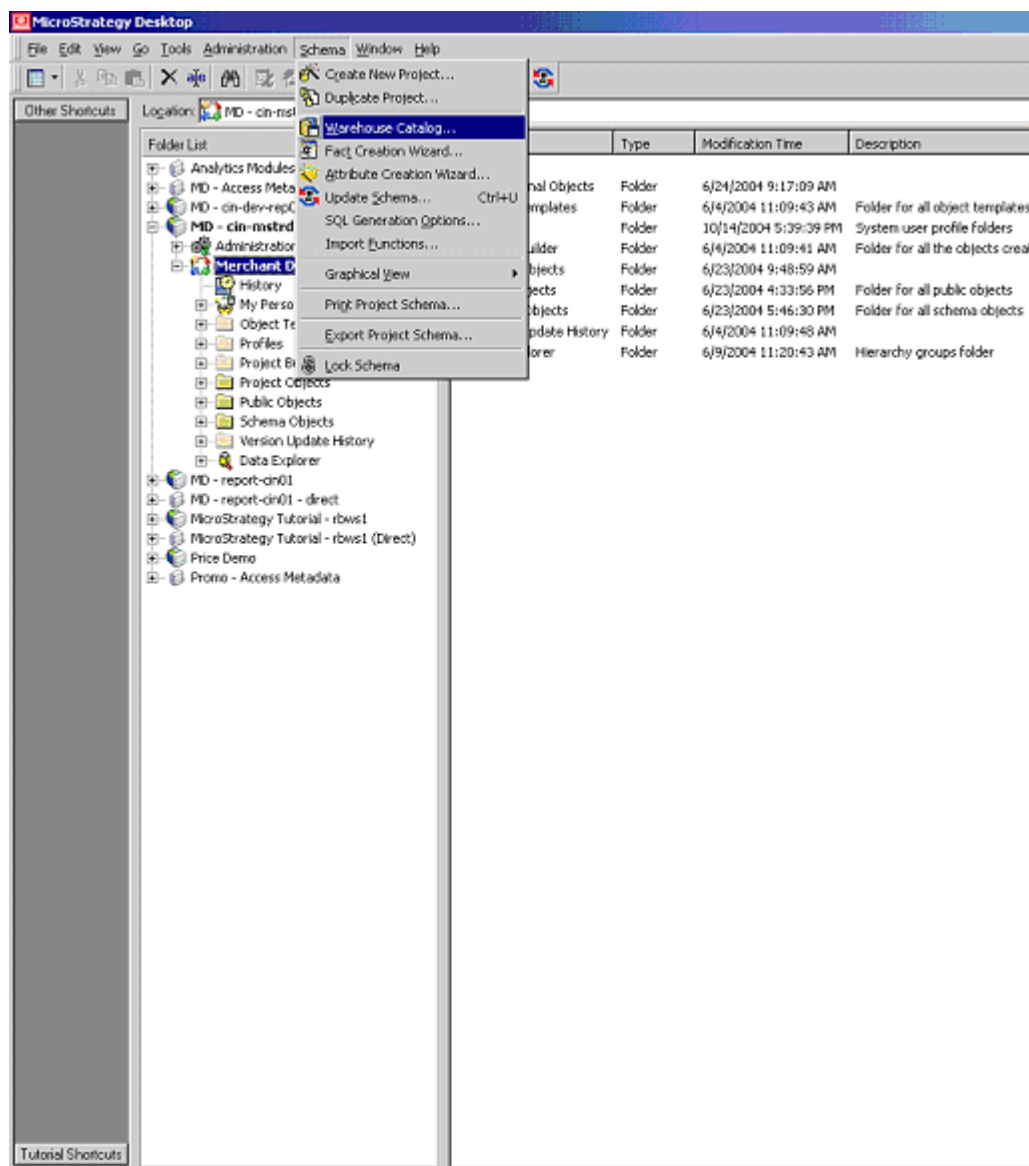 MicroStrategy Desktop
File Edit View Go Tools Administration Schema Window Help
Create New Project...
Duplicate Project...
Warehouse Catalog...
Fact Creation Wizard...
Attribute Creation Wizard...
Update Schema... Ctrl+U
SQL Generation Options...
Import Functions...
Graphical View
Print Project Schema...
Export Project Schema...
Lock Schema
Other Shortcuts
Location: MD - cin-mst
Folder List
Analytics Modules
MD - Access Meta
MD - cin-dev-rep
MD - cin-mstrd
Administration
Merchant D
History
My Perso
Object Te
Profiles
Project B
Project Objects
Public Objects
Schema Objects
Version Update History
Data Explorer
MD - report-cin01
MD - report-cin01 - direct
MicroStrategy Tutorial - rbws1
MicroStrategy Tutorial - rbws1 (Direct)
Price Demo
Promo - Access Metadata
Type Modification Time Description
nal Objects Folder 6/24/2004 9:17:09 AM
mplates Folder 6/4/2004 11:09:43 AM Folder for all object templates
Folder 10/14/2004 5:39:39 PM System user profile folders
uilder Folder 6/4/2004 11:09:41 AM Folder for all the objects creat
bjects Folder 6/23/2004 9:48:59 AM
jects Folder 6/23/2004 4:33:56 PM Folder for all public objects
bjects Folder 6/23/2004 5:46:30 PM Folder for all schema objects
pdate History Folder 6/4/2004 11:09:48 AM
lorer Folder 6/9/2004 11:20:43 AM Hierarchy groups folder
Tutorial Shortcuts